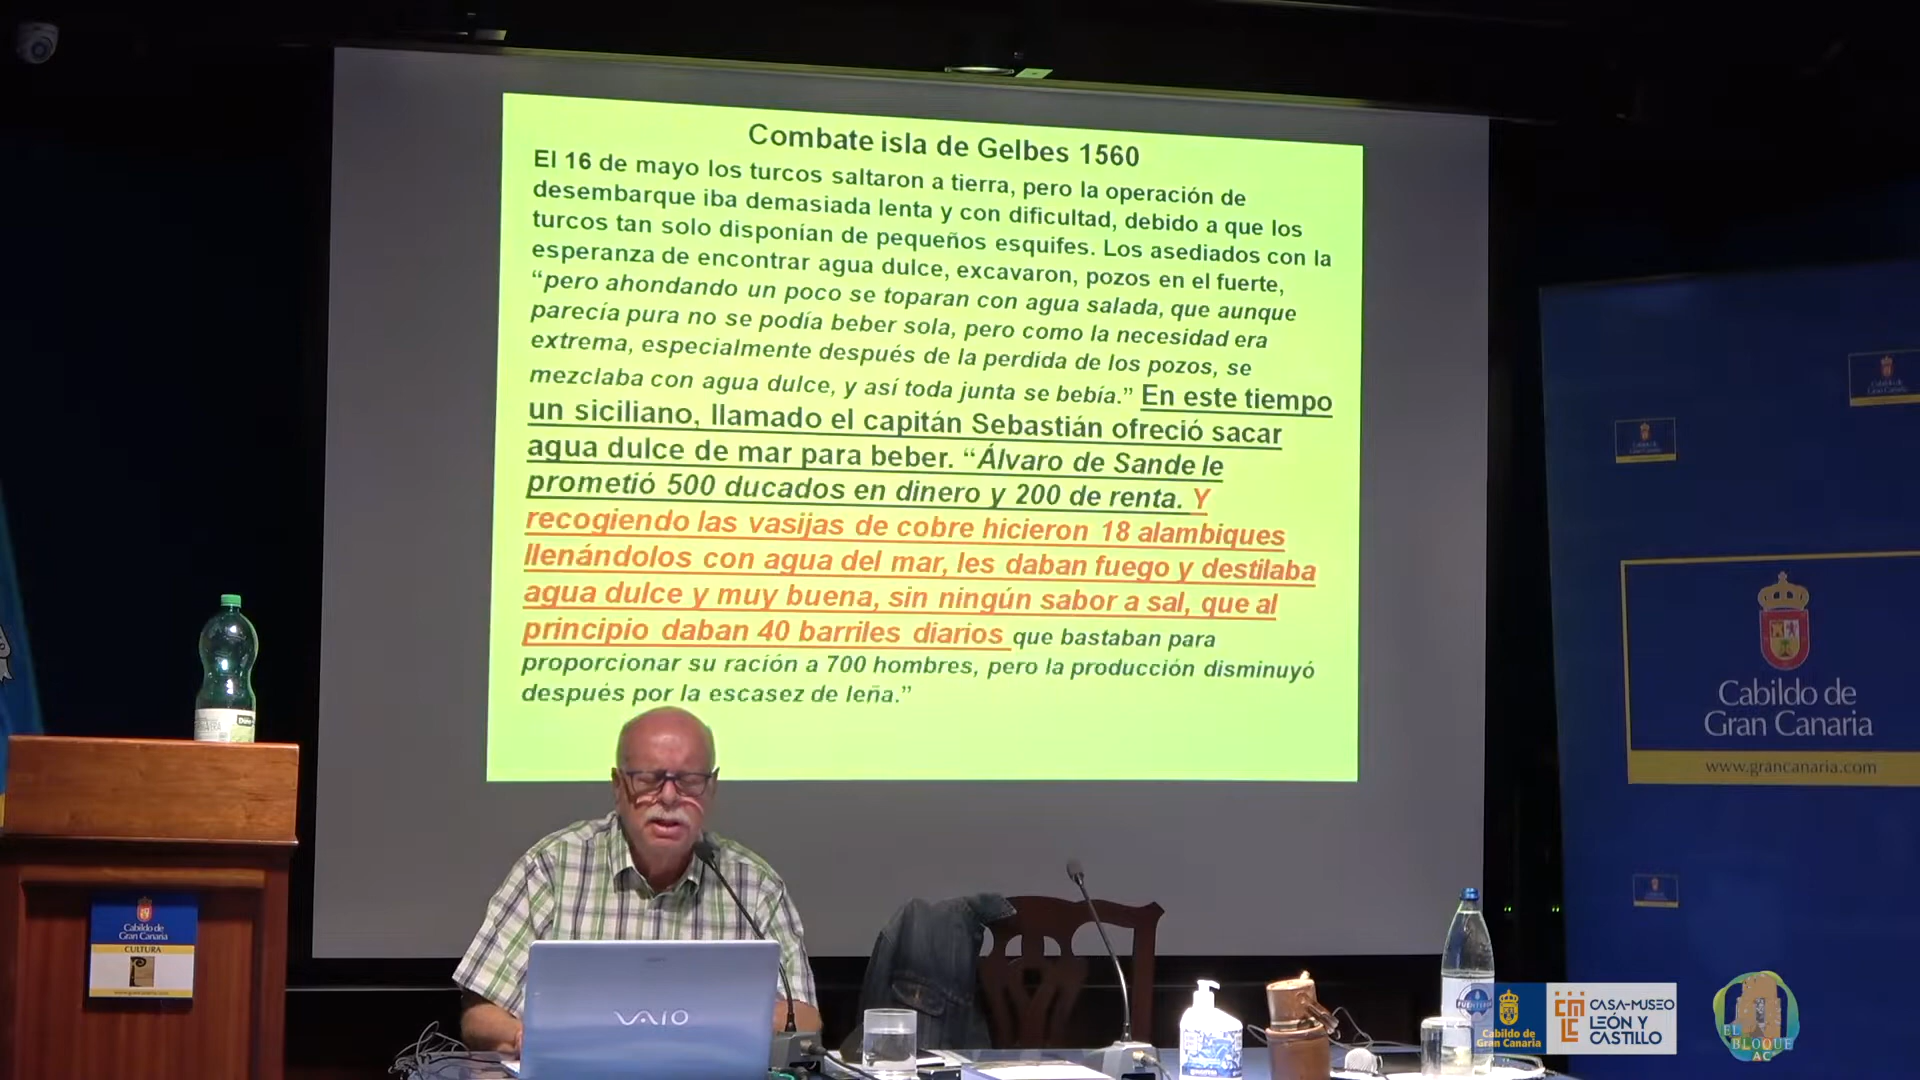 Combate isla de Gelbes 1560
El 16 de mayo los turcos saltaron a tierra, pero la operación de
desembarque iba demasiada lenta y con dificultad, debido a que los
turcos tan solo disponían de pequeños esquifes. Los asediados con la
esperanza de encontrar agua dulce, excavaron, pozos en el fuerte,
“pero ahondando un poco se toparan con agua salada, que aunque
parecía pura no se podía beber sola, pero como la necesidad era
extrema, especialmente después de la perdida de los pozos, se
mezclaba con agua dulce, y así toda junta se bebía.” En este tiempo
un siciliano, llamado el capitán Sebastián ofreció sacar
agua dulce de mar para beber. “Álvaro de Sande le
prometió 500 ducados en dinero y 200 de renta. Y
recogiendo las vasijas de cobre hicieron 18 alambiques
llenándolos con agua del mar, les daban fuego y destilaba
agua dulce y muy buena, sin ningún sabor a sal, que al
principio daban 40 barriles diarios que bastaban para
proporcionar su ración a 700 hombres, pero la producción disminuyó
después por la escasez de leña.”
Cabildo de
Gran Canaria
www.grancanaria.com
Cabildo de
Gran Canaria
CULTURA
VAIO
Cabildo de
Gran Canaria
CASA-MUSEO
LEÓN Y
CASTILLO
EL
BLOQUE
AC